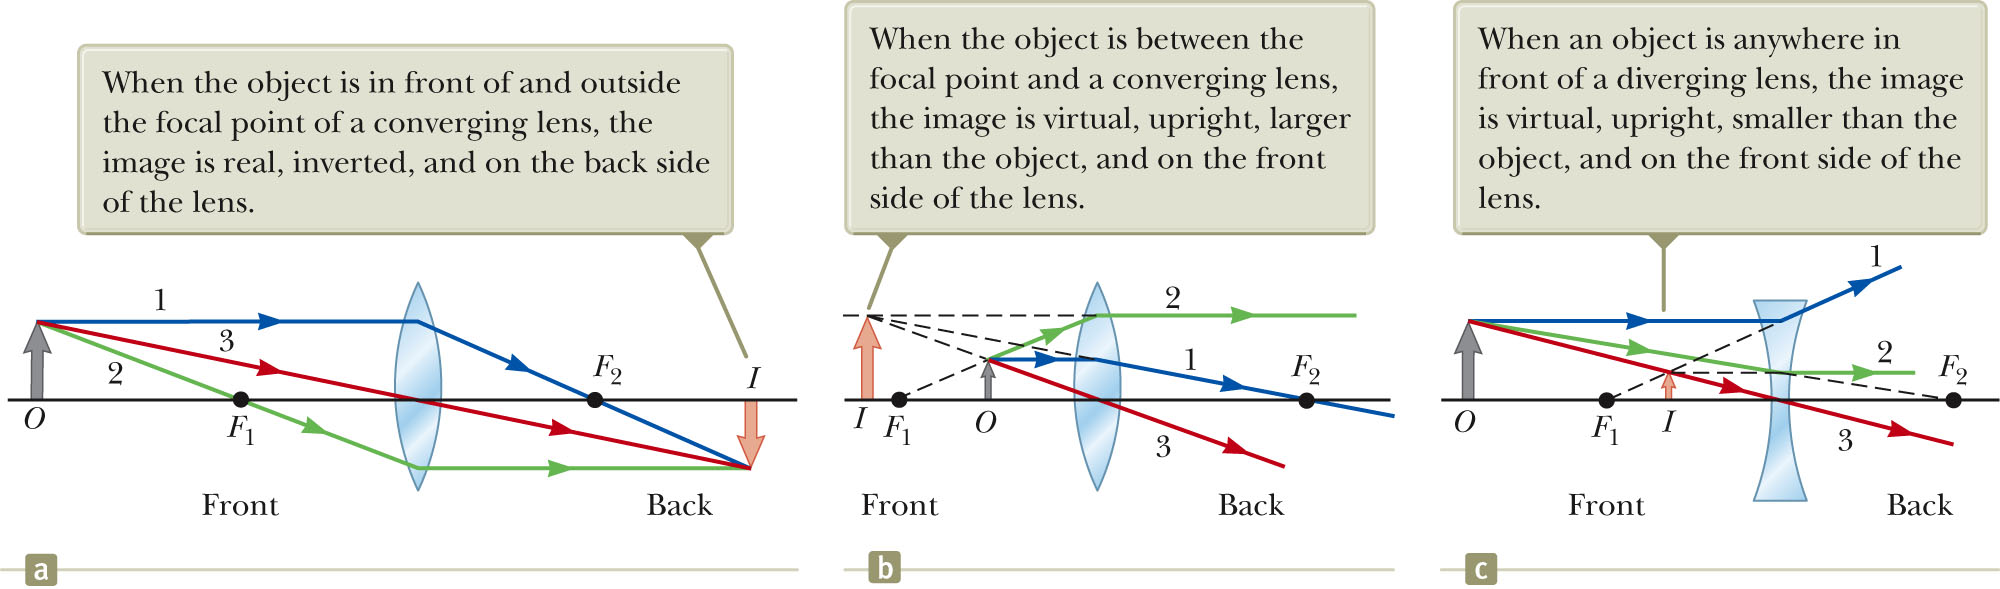 When the object is in front of and outside
the focal point of a converging lens, the
image is real, inverted, and on the back side
of the lens.
1
3
2
O
F1
F2
I
Front
Back
a
When the object is between the
focal point and a converging lens,
the image is virtual, upright, larger
than the object, and on the front
side of the lens.
2
1
F2
I
F1
O
3
Front
Back
b
When an object is anywhere in
front of a diverging lens, the image
is virtual, upright, smaller than the
object, and on the front side of the
lens.
1
2
F2
O
F1
I
3
Front
Back
c